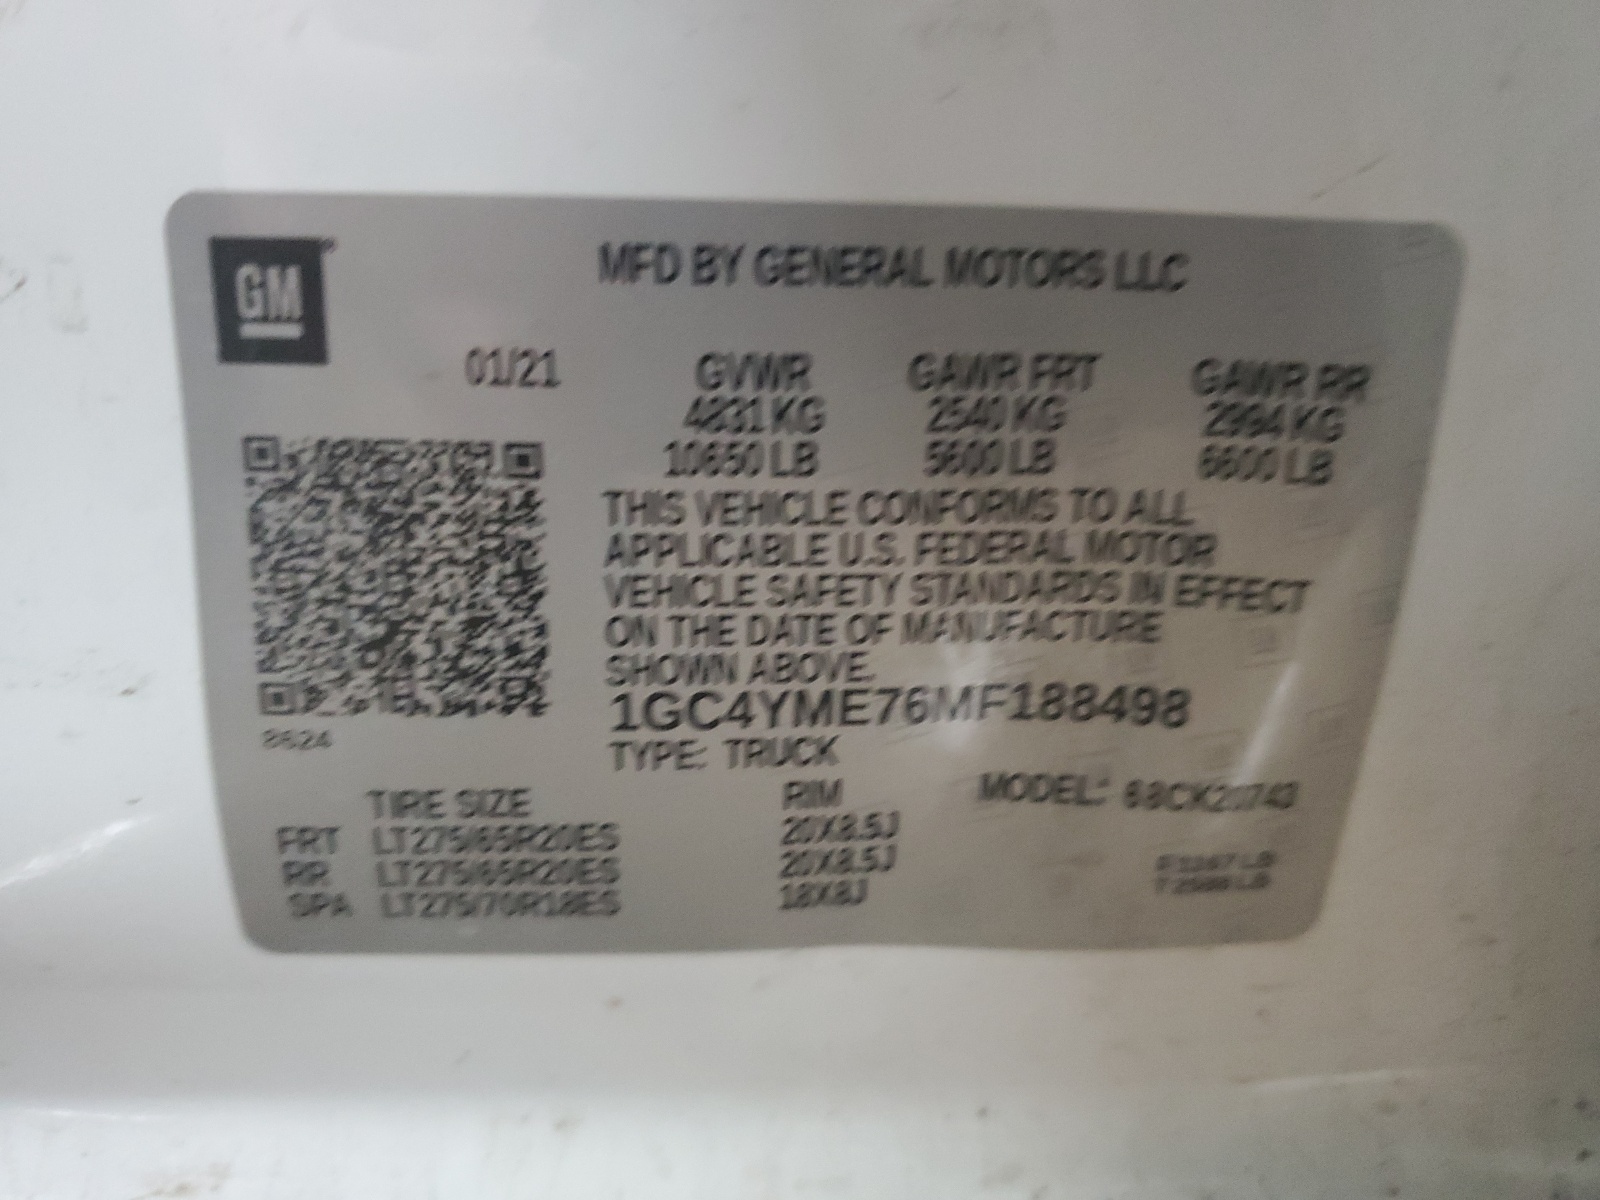 GM
MFD BY GENERAL MOTORS LLC
01/21
GVWR GAWR FRT GAWR RR
4831 KG 2540 KG 2994 KG
10650 LB 5600 LB 6600 LB
THIS VEHICLE CONFORMS TO ALL
APPLICABLE U.S. FEDERAL MOTOR
VEHICLE SAFETY STANDARDS IN EFFECT
ON THE DATE OF MANUFACTURE
SHOWN ABOVE.
1GC4YME76MF188498
8624
TYPE: TRUCK
TIRE SIZE RIM MODEL:
FRT LT275/65R20ES 20X8.5J
RR LT275/65R20ES 20X8.5J
SPA LT275/70R18ES 18X8J